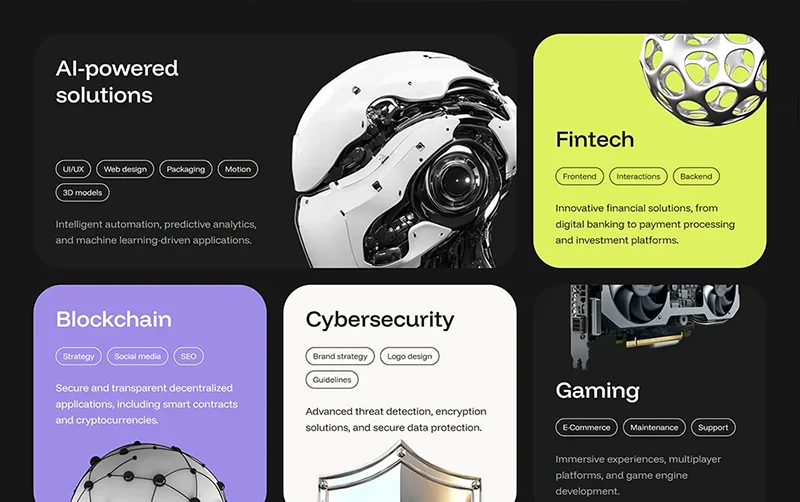 AI-powered
solutions
UI/UX Web design Packaging Motion
3D models
Intelligent automation, predictive analytics,
and machine learning-driven applications.
Fintech
Frontend Interactions Backend
Innovative financial solutions, from
digital banking to payment processing
and investment platforms.
Blockchain
Strategy Social media SEO
Secure and transparent decentralized
applications, including smart contracts
and cryptocurrencies.
Cybersecurity
Brand strategy Logo design
Guidelines
Advanced threat detection, encryption
solutions, and secure data protection.
Gaming
E-Commerce Maintenance Support
Immersive experiences, multiplayer
platforms, and game engine
development.